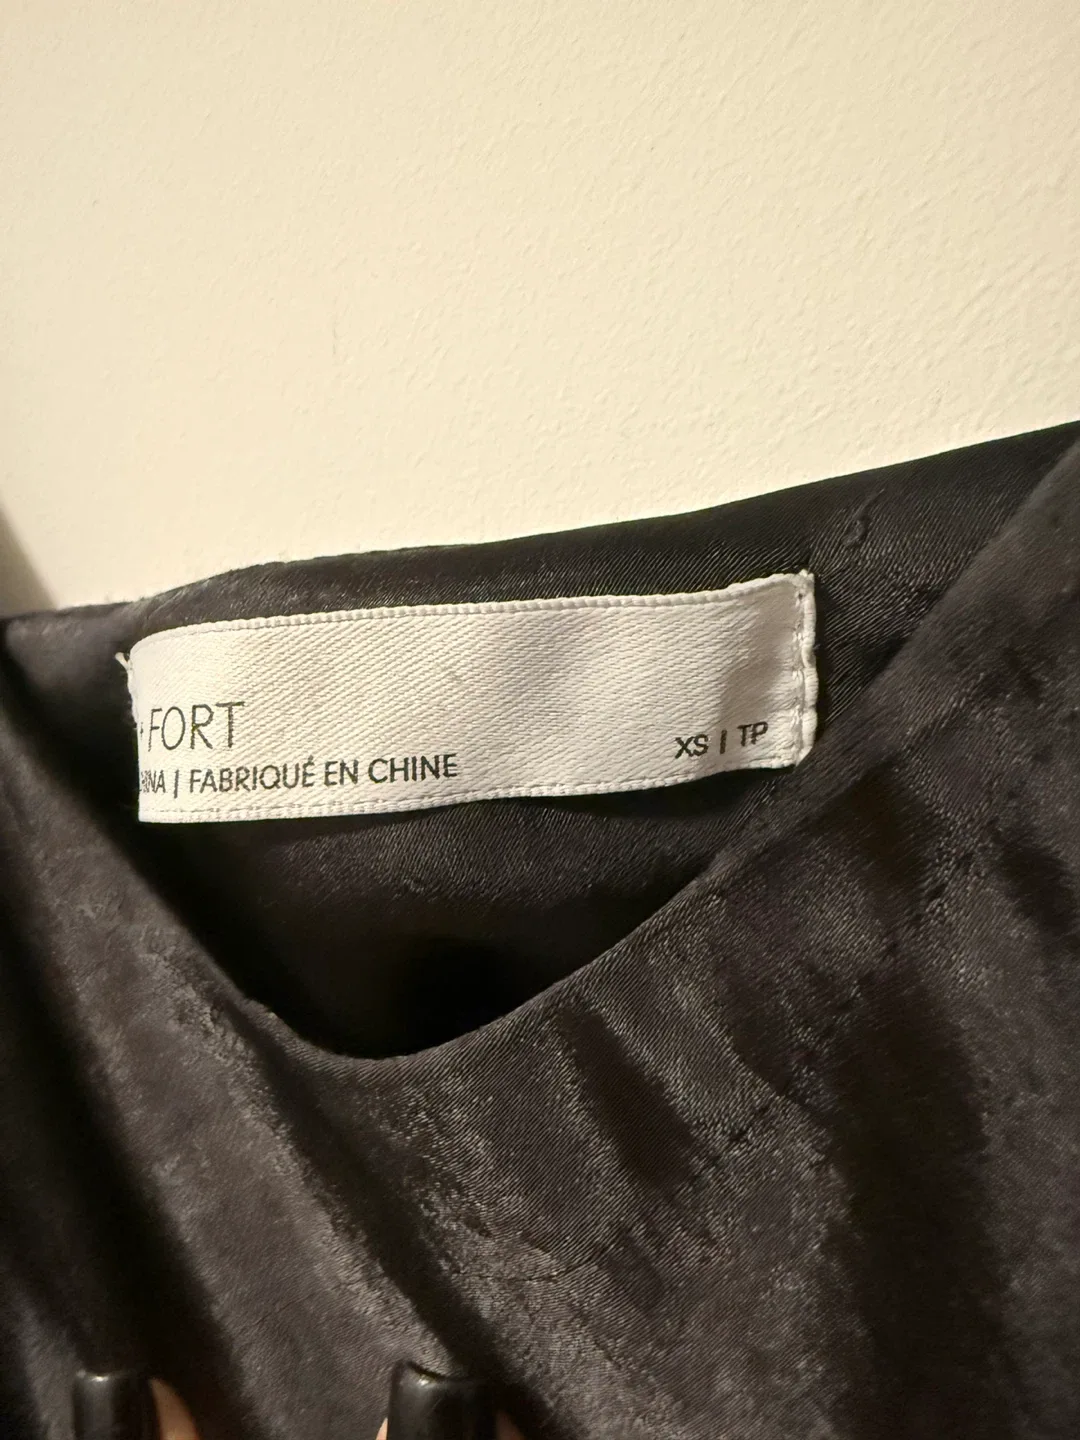 FORT
XS | TP
| FABRIQUÉ EN CHINE